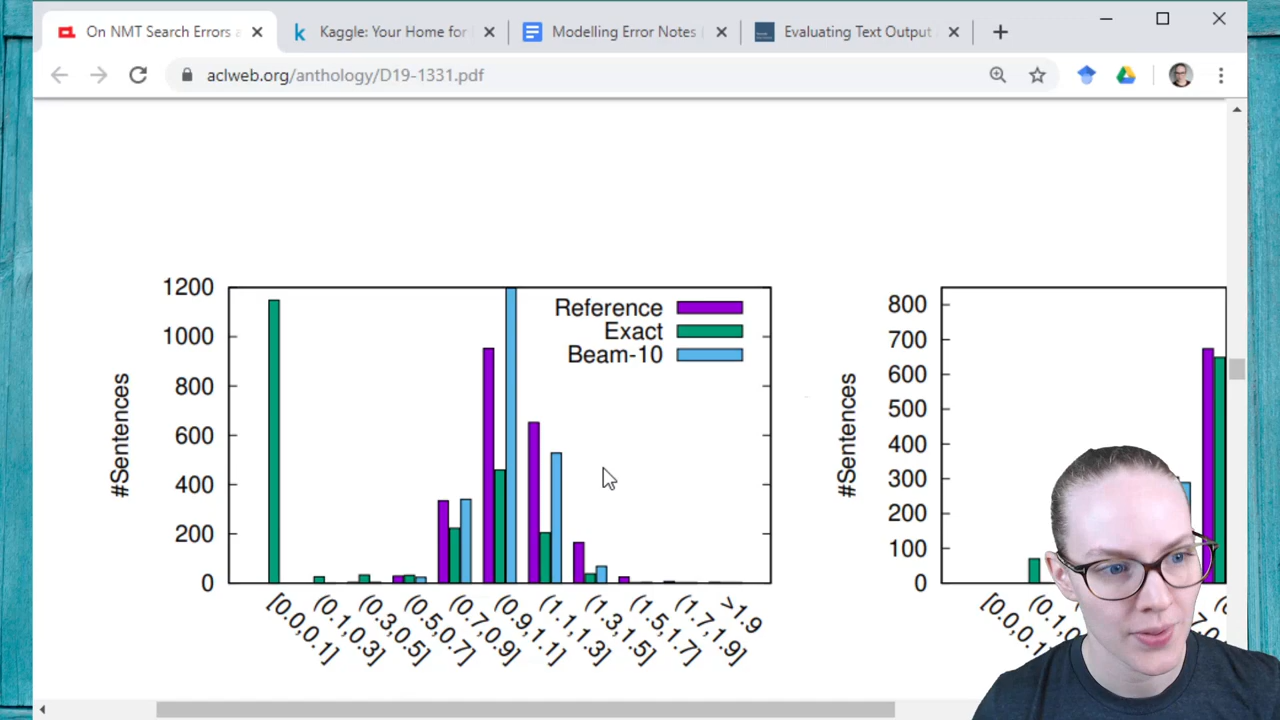 On NMT Search Errors a
Kaggle: Your Home for
Modelling Error Notes
Evaluating Text Output
aclweb.org/anthology/D19-1331.pdf
1200
1000
800
600
400
200
0
#Sentences
Reference
Exact
Beam-10
[0.0,0.1]
(0.1,0.3]
(0.3,0.5]
(0.5,0.7]
(0.7,0.9]
(0.9,1.1]
(1.1,1.3]
(1.3,1.5]
(1.5,1.7]
(1.7,1.9]
>1.9
800
700
600
500
400
300
200
100
0
#Sentences
[0.0,0.1
(0.1,0